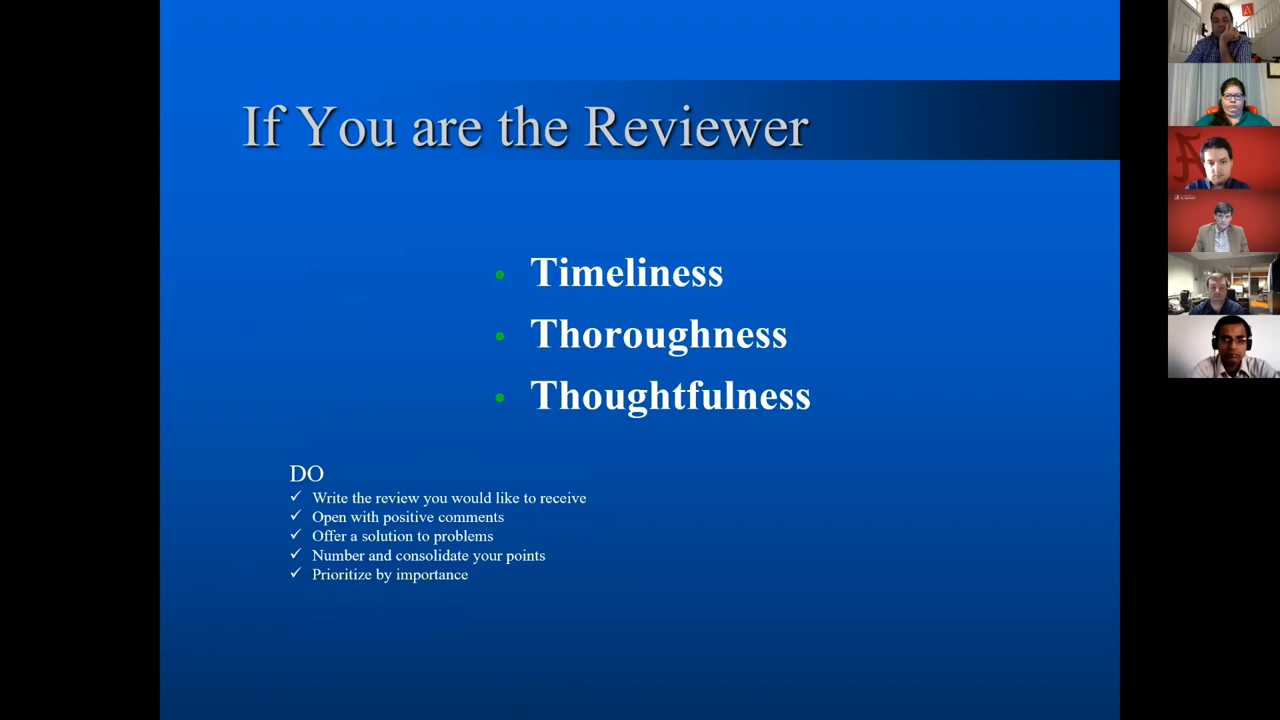 If You are the Reviewer
• Timeliness
• Thoroughness
• Thoughtfulness
DO
✓ Write the review you would like to receive
✓ Open with positive comments
✓ Offer a solution to problems
✓ Number and consolidate your points
✓ Prioritize by importance